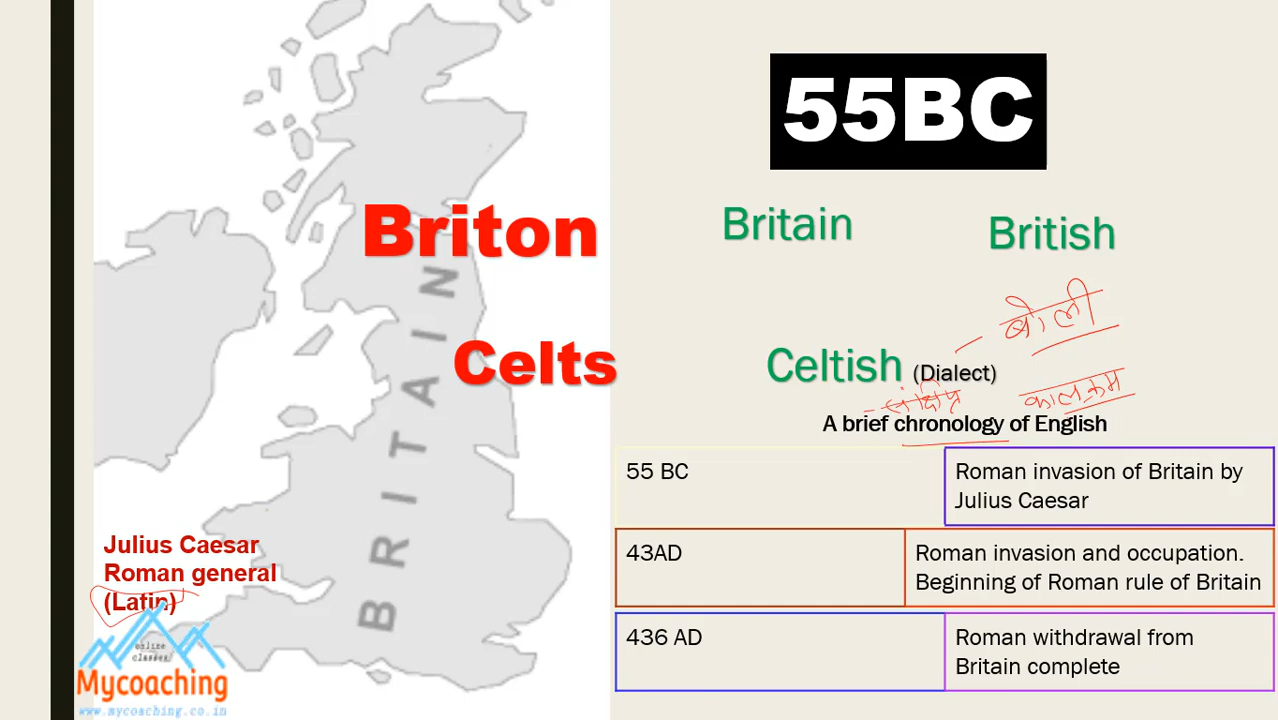 55BC
Briton
Britain
British
BRITAIN
बोली
Celts
Celtish (Dialect)
संक्षिप्त
कालक्रम
A brief chronology of English
55 BC
Roman invasion of Britain by
Julius Caesar
43AD
Roman invasion and occupation.
Beginning of Roman rule of Britain
436 AD
Roman withdrawal from
Britain complete
Julius Caesar
Roman general
(Latin)
online
classes
Mycoaching
www.mycoaching.co.in